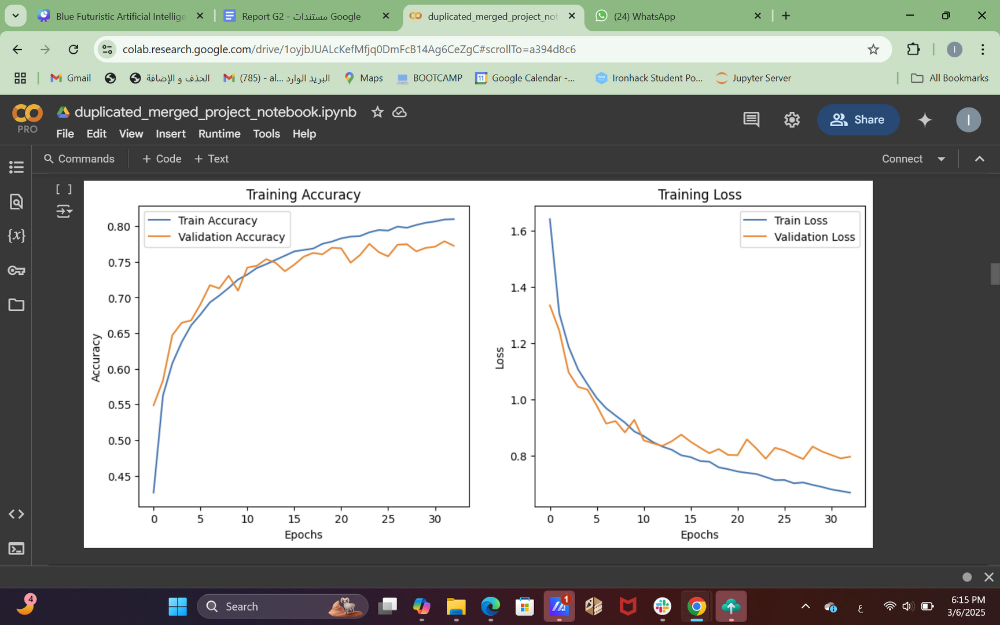 Blue Futuristic Artificial Intellige
Report G2 - مستندات Google
duplicated_merged_project_not
(24) WhatsApp
colab.research.google.com/drive/1oyjbJUALcKefMfjq0DmFcB14Ag6CeZgC#scrollTo=a394d8c6
I
Gmail
الحذف و الإضافة
(785) - al... البريد الوارد
Maps
BOOTCAMP
11
Google Calendar -...
Ironhack Student Po...
Jupyter Server
All Bookmarks
PRO
duplicated_merged_project_notebook.ipynb
Share
I
File Edit View Insert Runtime Tools Help
Commands
+ Code
+ Text
Connect
[ ]
{x}
Training Accuracy
Train Accuracy
Validation Accuracy
0.80
0.75
0.70
0.65
0.60
0.55
0.50
0.45
Accuracy
0 5 10 15 20 25 30
Epochs
Training Loss
Train Loss
Validation Loss
1.6
1.4
1.2
1.0
0.8
Loss
0 5 10 15 20 25 30
Epochs
4
Search
1
ع
6:15 PM
3/6/2025